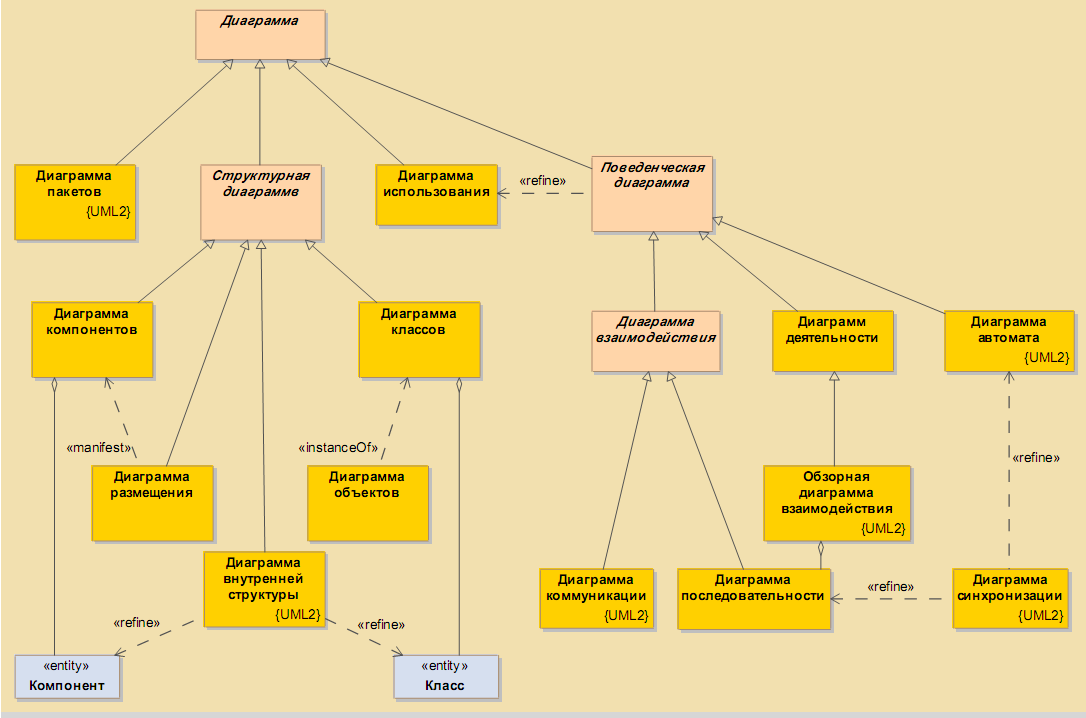 Диаграмма
Диаграмма
пакетов
{UML2}
Структурная
диаграммв
Диаграмма
использования
«refine»
Поведенческая
диаграмма
Диаграмма
компонентов
Диаграмма
классов
Диаграмма
взаимодействия
Диаграмм
деятельности
Диаграмма
автомата
{UML2}
«manifest»
«instanceOf»
«refine»
Диаграмма
размещения
Диаграмма
объектов
Обзорная
диаграмма
взаимодействия
{UML2}
Диаграмма
внутренней
структуры
{UML2}
Диаграмма
коммуникации
{UML2}
Диаграмма
последовательности
«refine»
Диаграмма
синхронизации
{UML2}
«refine»
«refine»
«entity»
Компонент
«entity»
Класс